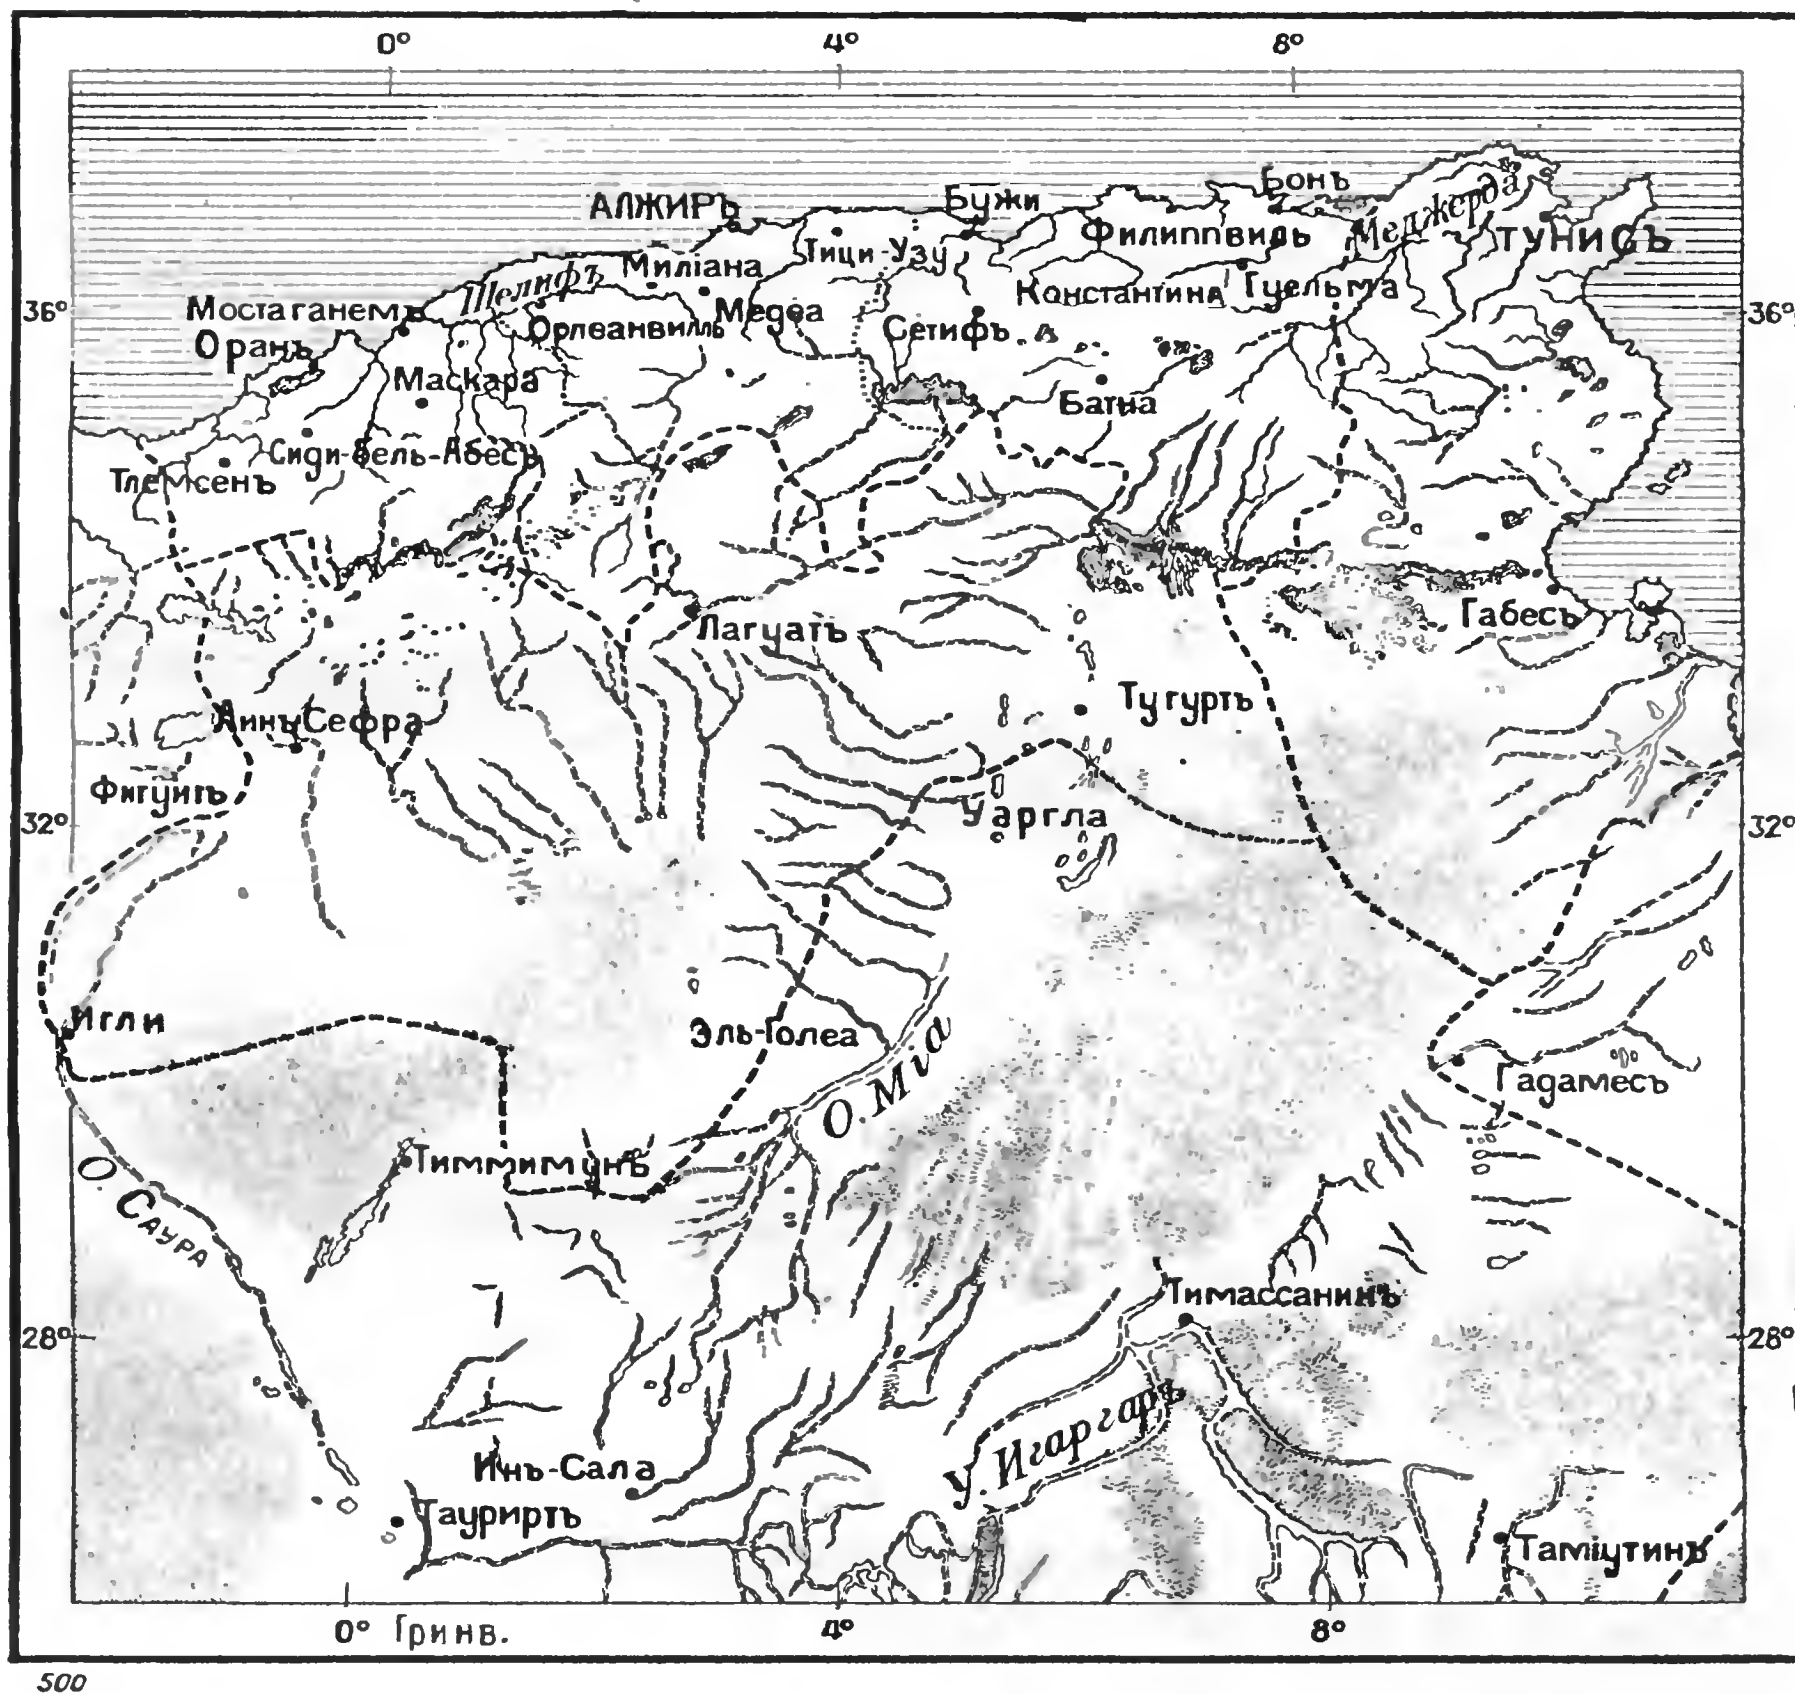 0° 4° 8°
Бонъ
АЛЖИРЪ Бужи
Меджерда
Филиппвиль ТУНИСЪ
Тици-Узу
Шелифъ Миліана
Константина Гуельма
Мостаганемъ Медеа
36° 36°
Орлеанвилль Сетифъ
Оранъ
Маскара
Батна
Сиди-Бель-Абесъ
Тлемсенъ
Габесъ
Лагуатъ
Тугуртъ
Аинъ Сефра
Фигуигъ
Уаргла
32° 32°
Игли
Эль-Голеа
О. Міа
Гадамесъ
Тиммимунъ
О. Саура
Тимассанинъ
28° 28°
У. Игаргаръ
Инъ-Сала
Тауриртъ
Таміутинъ
0° Гринв. 4° 8°
500